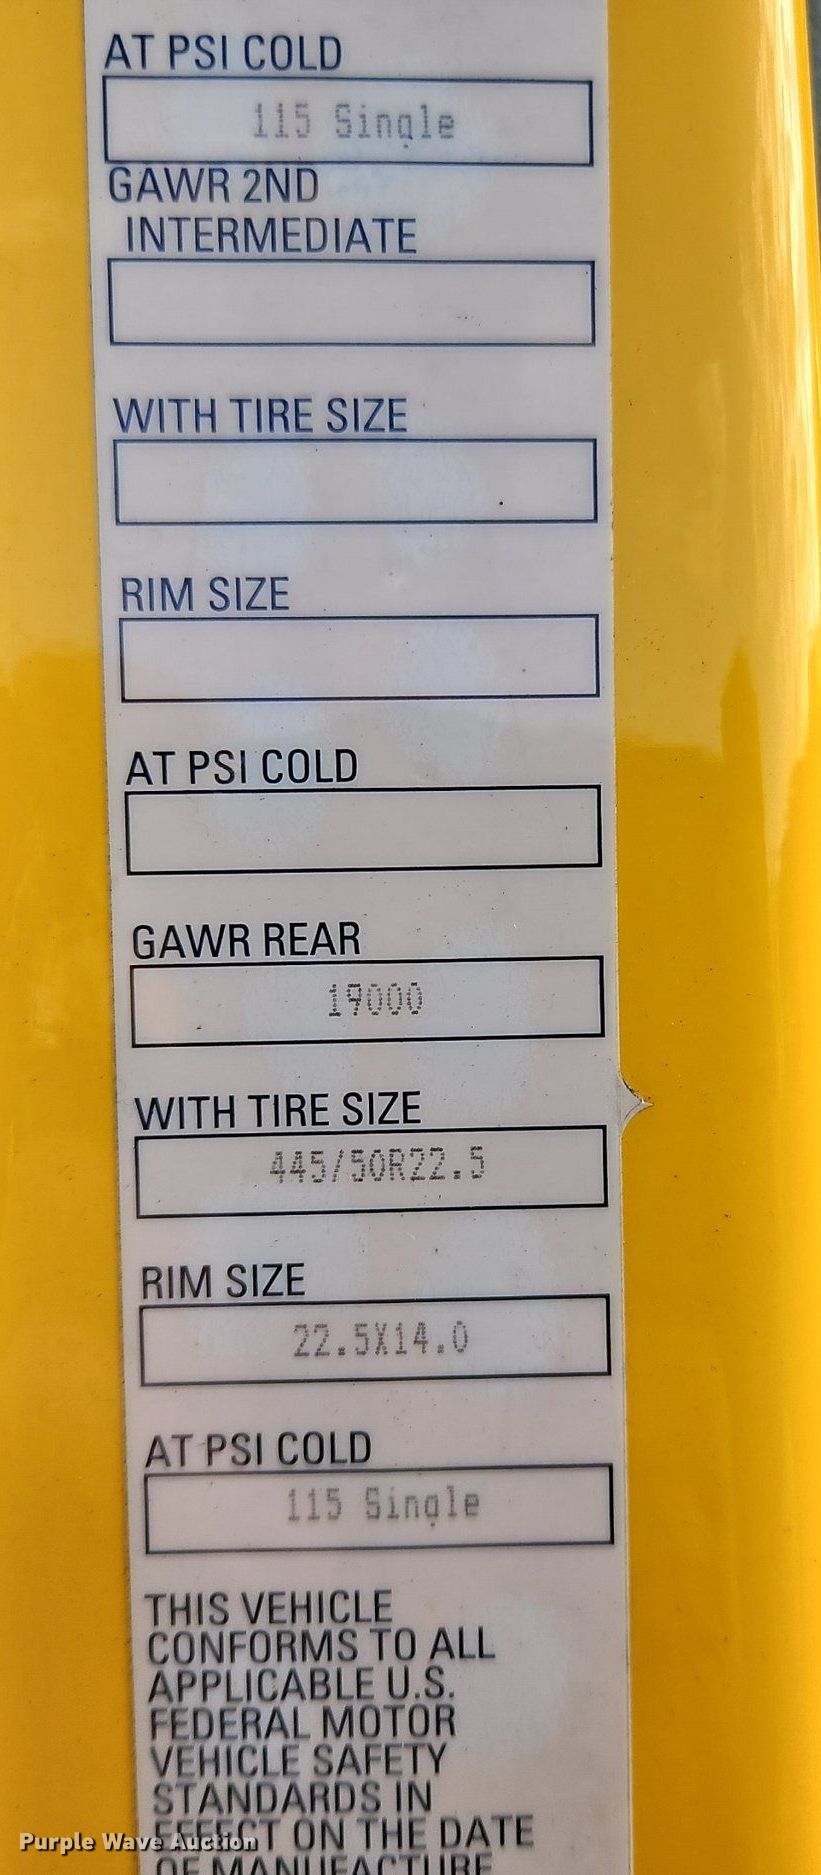 AT PSI COLD
115 Single
GAWR 2ND
INTERMEDIATE
WITH TIRE SIZE
RIM SIZE
AT PSI COLD
GAWR REAR
19000
WITH TIRE SIZE
445/50R22.5
RIM SIZE
22.5X14.0
AT PSI COLD
115 Single
THIS VEHICLE
CONFORMS TO ALL
APPLICABLE U.S.
FEDERAL MOTOR
VEHICLE SAFETY
STANDARDS IN
EFFECT ON THE DATE
OF MANUFACTURE
Purple Wave Auction